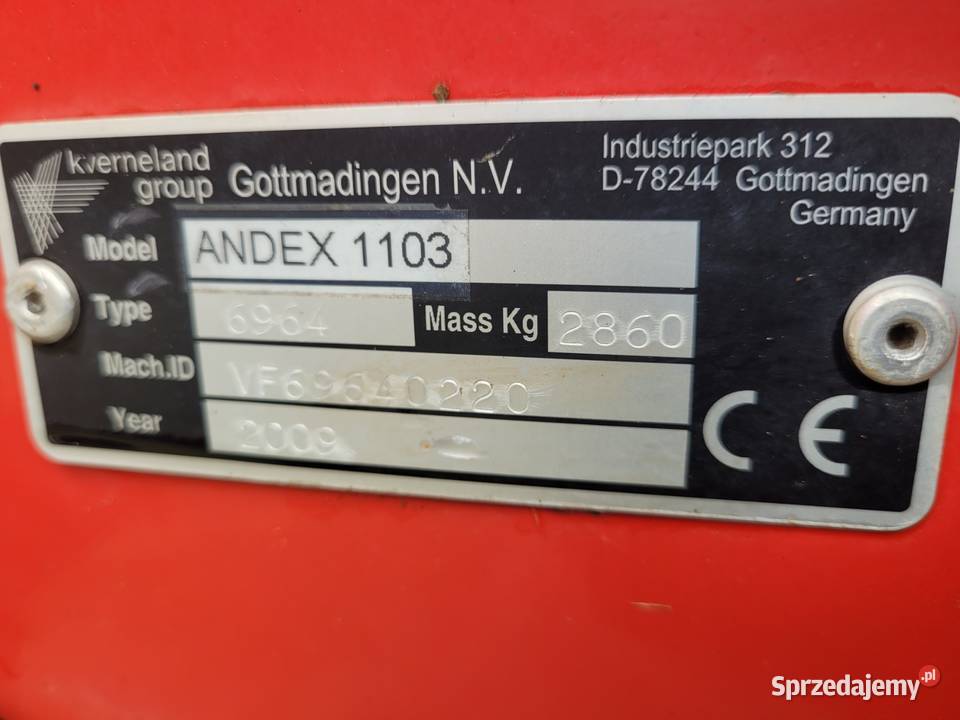 kverneland group Gottmadingen N.V.
Industriepark 312
D-78244 Gottmadingen
Germany
Model ANDEX 1103
Type 6964 Mass Kg 2860
Mach.ID VF69640220
Year 2009
CE
Sprzedajemy.pl